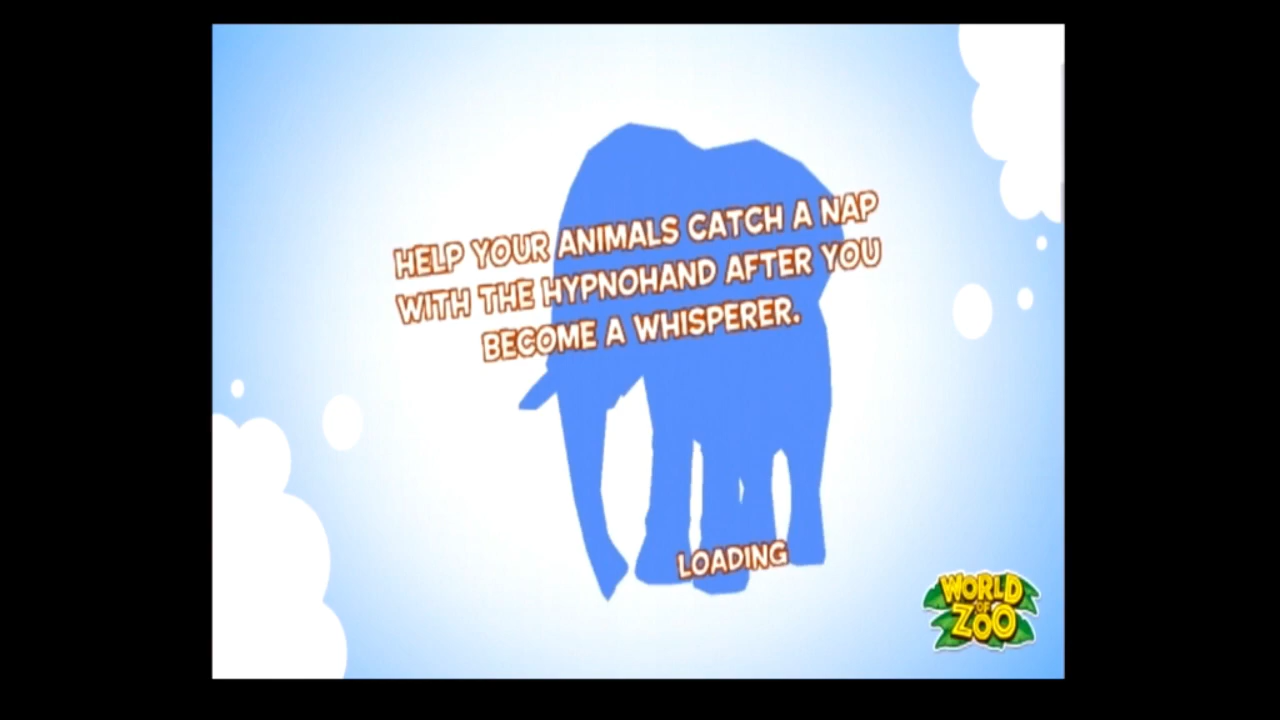 HELP YOUR ANIMALS CATCH A NAP
WITH THE HYPNOHAND AFTER YOU
BECOME A WHISPERER.
LOADING
WORLD
OF
ZOO